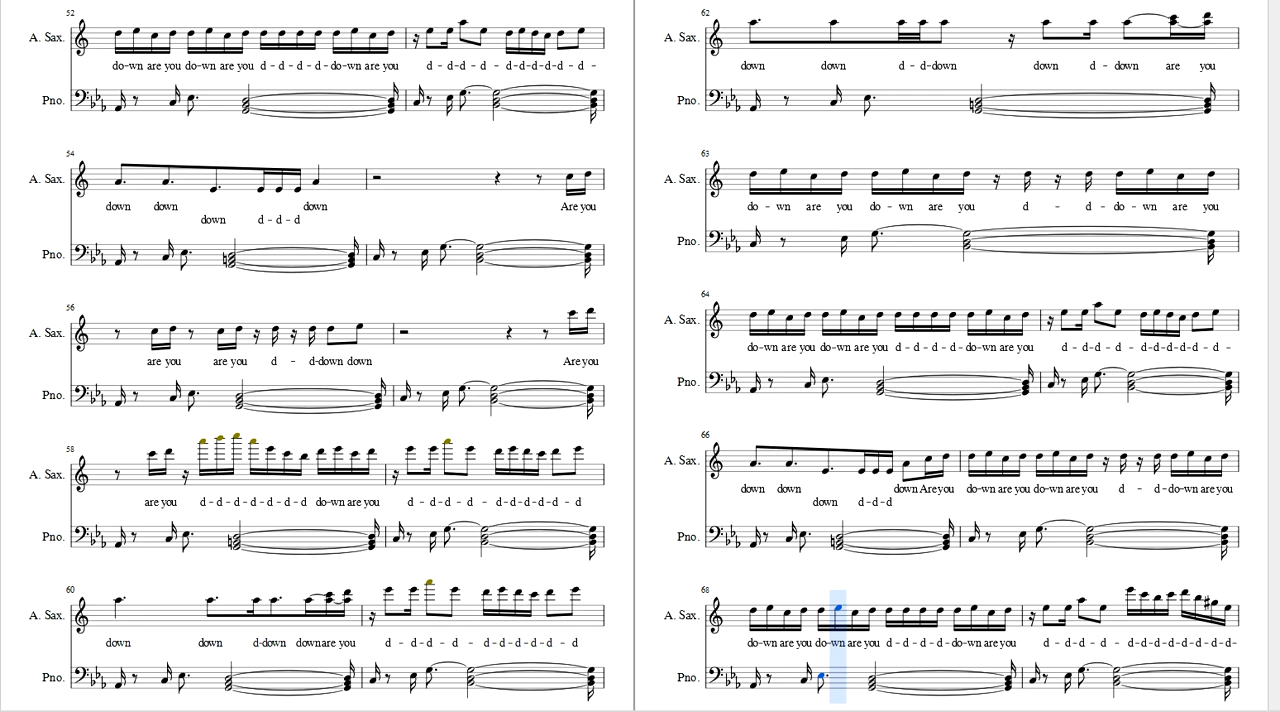 52
A. Sax.
do-wn are you do-wn are you d-d-d-d-do-wn are you d-d-d-d d-d-d-d-d-d-
Pno.
54
A. Sax.
down down down Are you
down d-d-d
Pno.
56
A. Sax.
are you are you d - d-down down Are you
Pno.
58
A. Sax.
are you d-d-d-d-d-d-d do-wn are you d-d-d-d d-d-d-d-d-d
Pno.
60
A. Sax.
down down d-down down are you d-d-d-d d-d-d-d-d-d
Pno.
62
A. Sax.
down down d-d-down down d-down are you
Pno.
63
A. Sax.
do - wn are you do - wn are you d - d - do - wn are you
Pno.
64
A. Sax.
do-wn are you do-wn are you d-d-d-d-do-wn are you d-d-d-d d-d-d-d-d-d-
Pno.
66
A. Sax.
down down down Are you do-wn are you do-wn are you d - d-do-wn are you
down d-d-d
Pno.
68
A. Sax.
do-wn are you do-wn are you d-d-d-d-do-wn are you d-d-d-d d-d-d-d-d-d-d-d-
Pno.